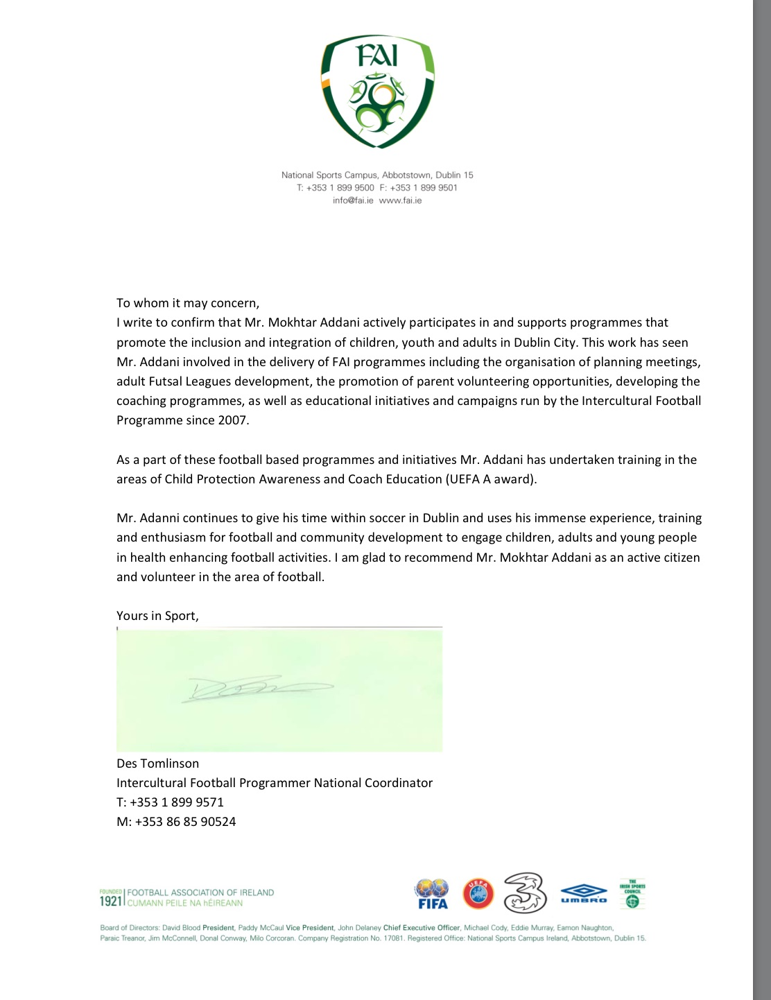 FAI
National Sports Campus, Abbotstown, Dublin 15
T: +353 1 899 9500 F: +353 1 899 9501
info@fai.ie www.fai.ie
To whom it may concern,
I write to confirm that Mr. Mokhtar Addani actively participates in and supports programmes that
promote the inclusion and integration of children, youth and adults in Dublin City. This work has seen
Mr. Addani involved in the delivery of FAI programmes including the organisation of planning meetings,
adult Futsal Leagues development, the promotion of parent volunteering opportunities, developing the
coaching programmes, as well as educational initiatives and campaigns run by the Intercultural Football
Programme since 2007.
As a part of these football based programmes and initiatives Mr. Addani has undertaken training in the
areas of Child Protection Awareness and Coach Education (UEFA A award).
Mr. Adanni continues to give his time within soccer in Dublin and uses his immense experience, training
and enthusiasm for football and community development to engage children, adults and young people
in health enhancing football activities. I am glad to recommend Mr. Mokhtar Addani as an active citizen
and volunteer in the area of football.
Yours in Sport,
Des Tomlinson
Intercultural Football Programmer National Coordinator
T: +353 1 899 9571
M: +353 86 85 90524
FOUNDED 1921
FOOTBALL ASSOCIATION OF IRELAND
CUMANN PEILE NA hÉIREANN
FIFA
UEFA
3
UMBRO
THE
IRISH SPORTS
COUNCIL
Board of Directors: David Blood President, Paddy McCaul Vice President, John Delaney Chief Executive Officer, Michael Cody, Eddie Murray, Eamon Naughton,
Paraic Treanor, Jim McConnell, Donal Conway, Milo Corcoran. Company Registration No. 17081. Registered Office: National Sports Campus Ireland, Abbotstown, Dublin 15.